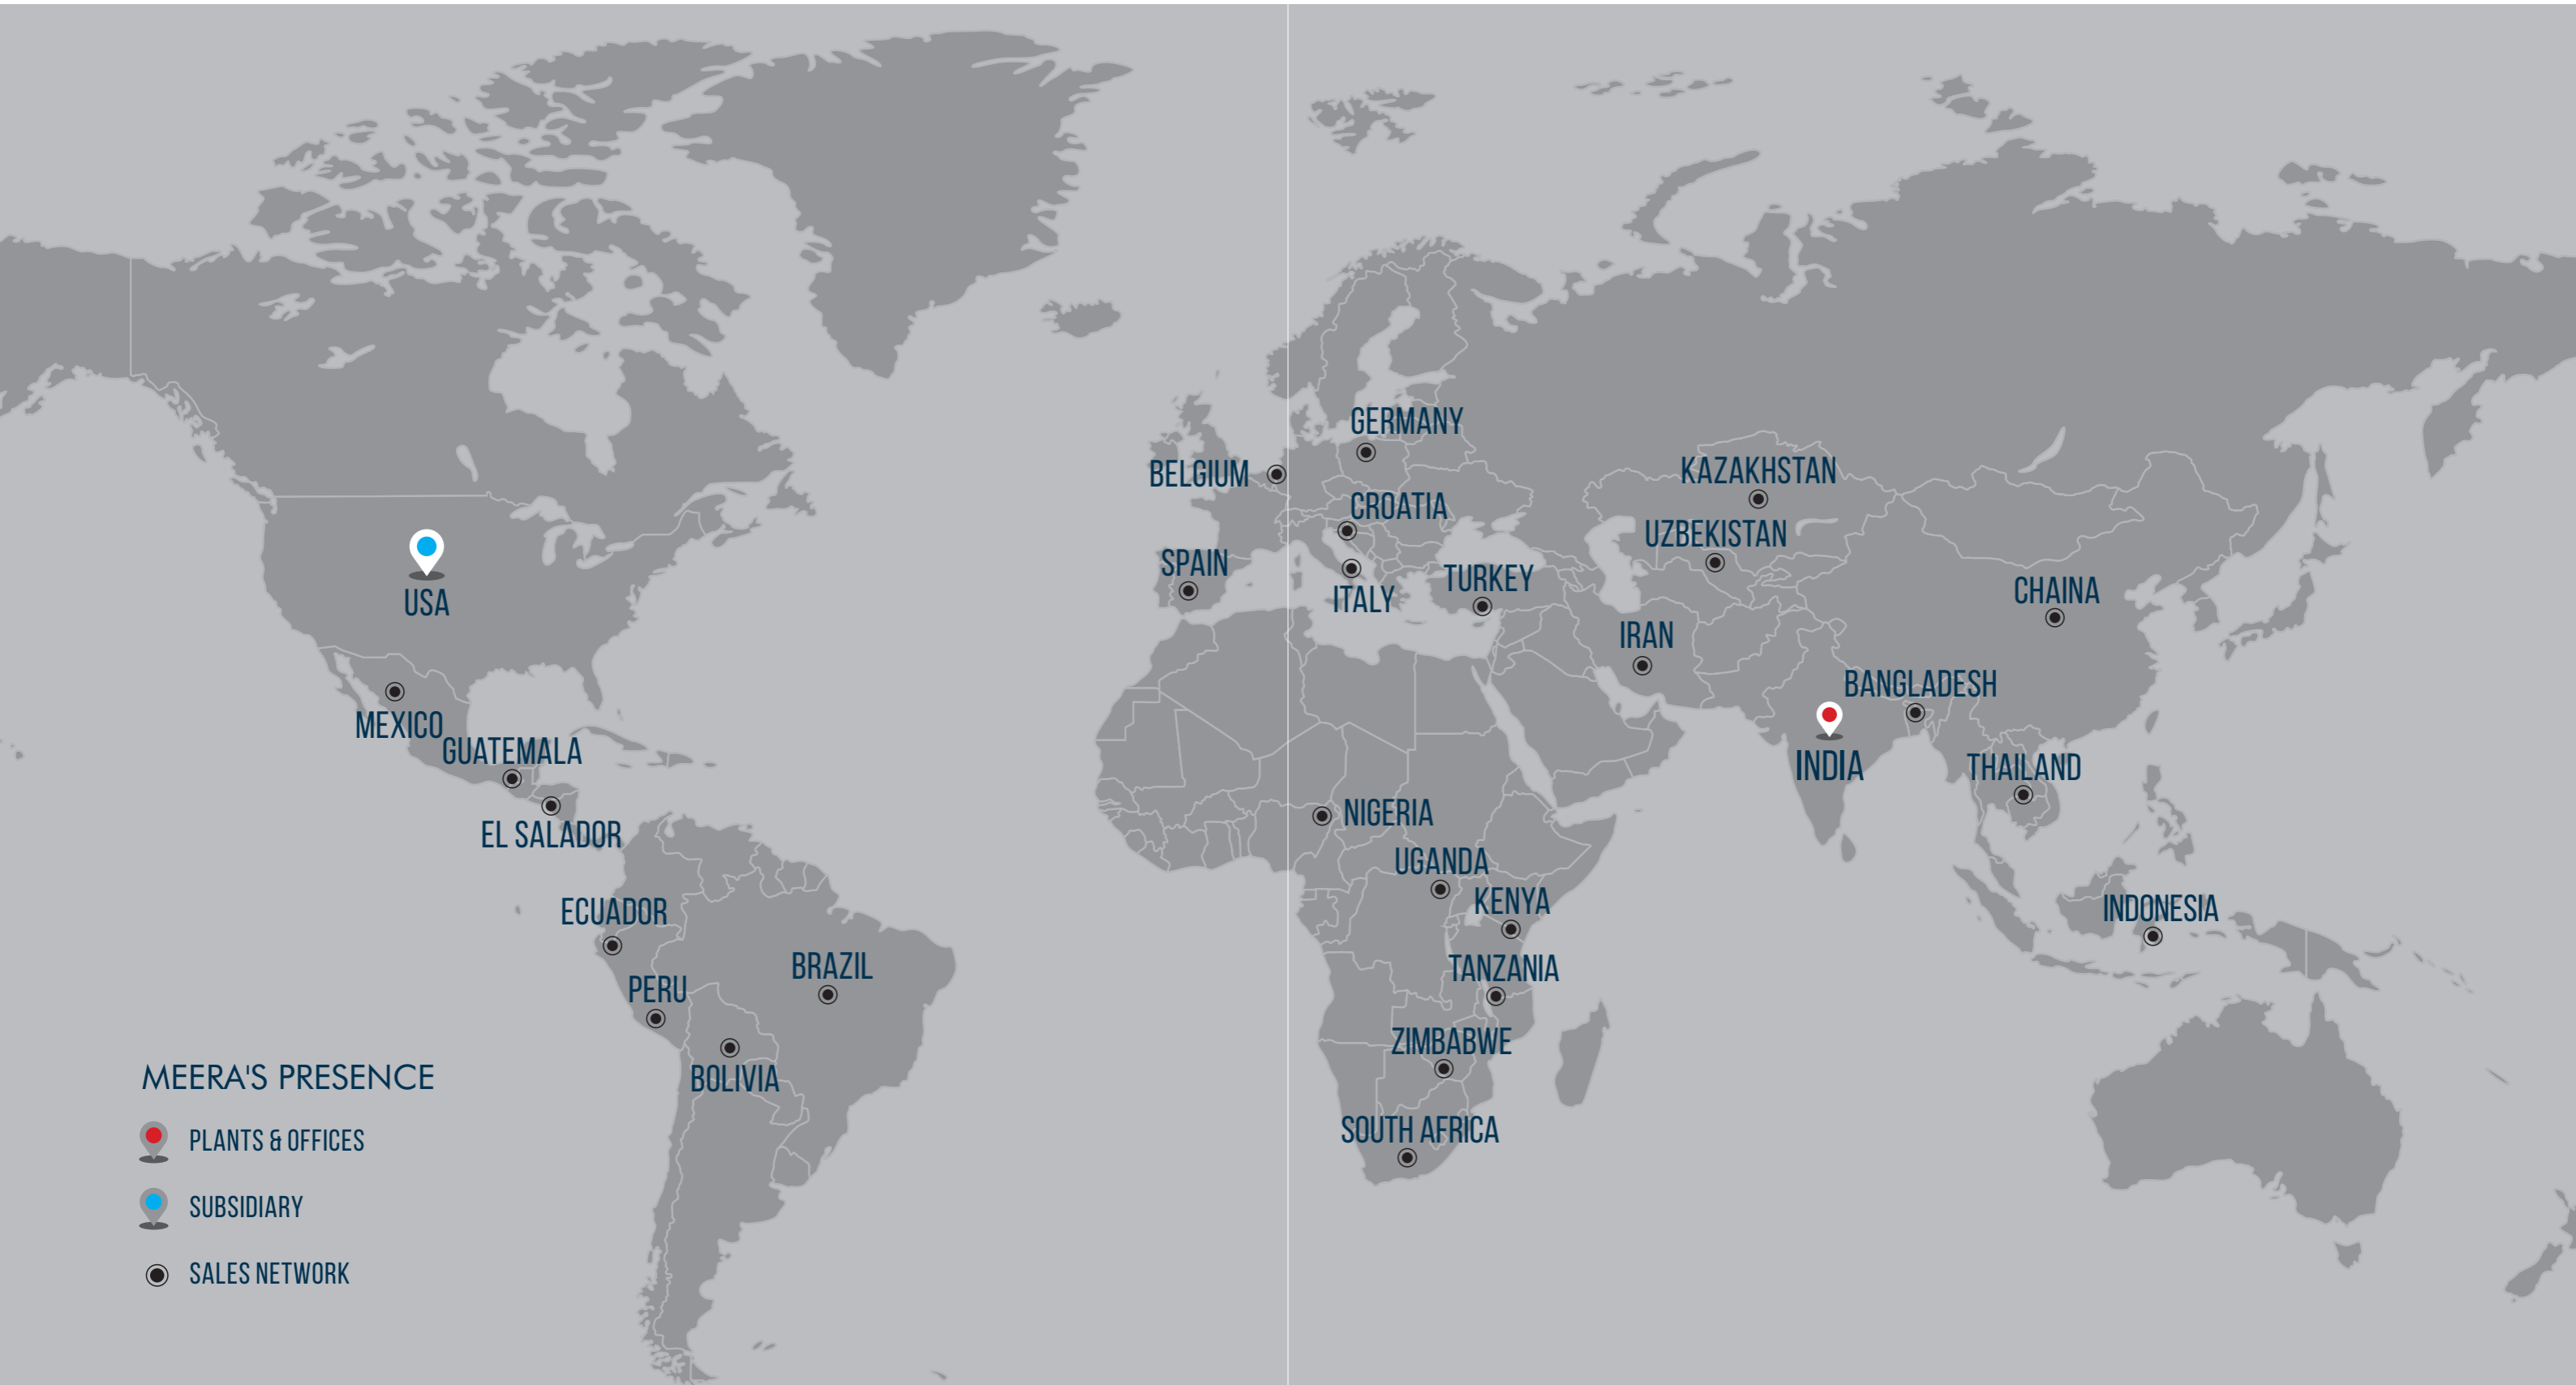 GERMANY
BELGIUM
KAZAKHSTAN
CROATIA
UZBEKISTAN
SPAIN
TURKEY
CHAINA
ITALY
USA
IRAN
BANGLADESH
MEXICO
GUATEMALA
INDIA
THAILAND
NIGERIA
EL SALADOR
UGANDA
KENYA
ECUADOR
INDONESIA
BRAZIL
TANZANIA
PERU
ZIMBABWE
BOLIVIA
SOUTH AFRICA
MEERA'S PRESENCE
PLANTS & OFFICES
SUBSIDIARY
SALES NETWORK